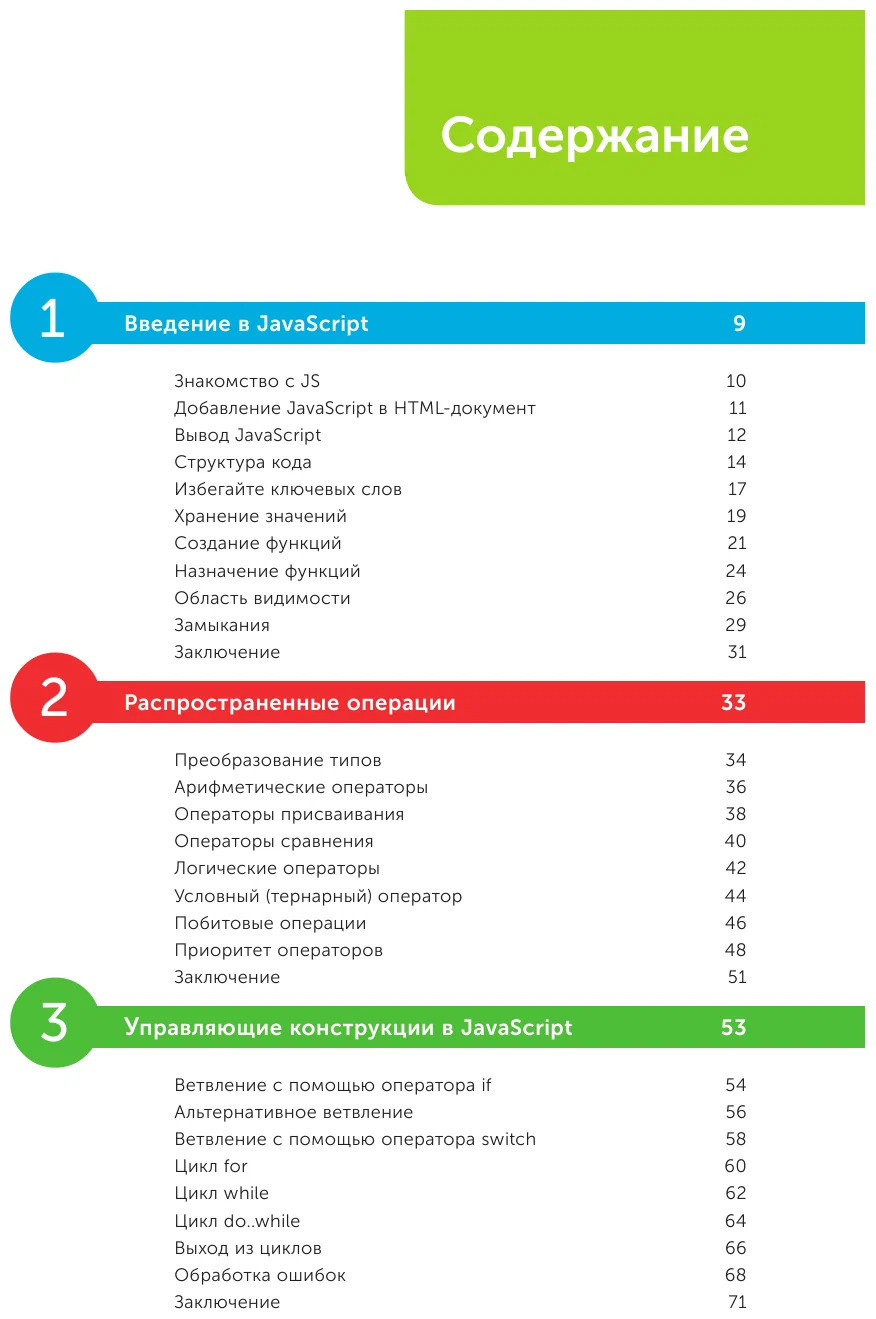 Содержание
1 Введение в JavaScript 9
Знакомство с JS 10
Добавление JavaScript в HTML-документ 11
Вывод JavaScript 12
Структура кода 14
Избегайте ключевых слов 17
Хранение значений 19
Создание функций 21
Назначение функций 24
Область видимости 26
Замыкания 29
Заключение 31
2 Распространенные операции 33
Преобразование типов 34
Арифметические операторы 36
Операторы присваивания 38
Операторы сравнения 40
Логические операторы 42
Условный (тернарный) оператор 44
Побитовые операции 46
Приоритет операторов 48
Заключение 51
3 Управляющие конструкции в JavaScript 53
Ветвление с помощью оператора if 54
Альтернативное ветвление 56
Ветвление с помощью оператора switch 58
Цикл for 60
Цикл while 62
Цикл do..while 64
Выход из циклов 66
Обработка ошибок 68
Заключение 71